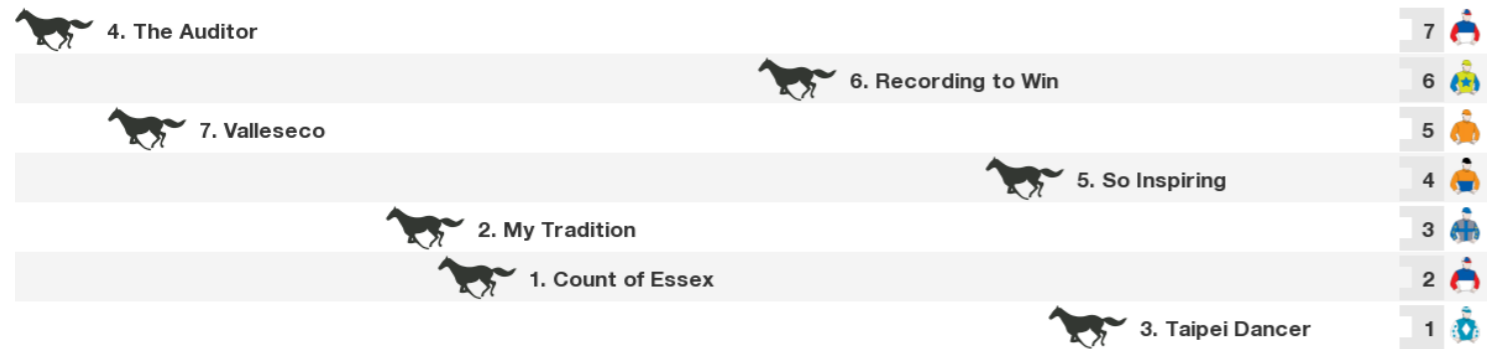 4. The Auditor 7
6. Recording to Win 6
7. Valleseco 5
5. So Inspiring 4
2. My Tradition 3
1. Count of Essex 2
3. Taipei Dancer 1